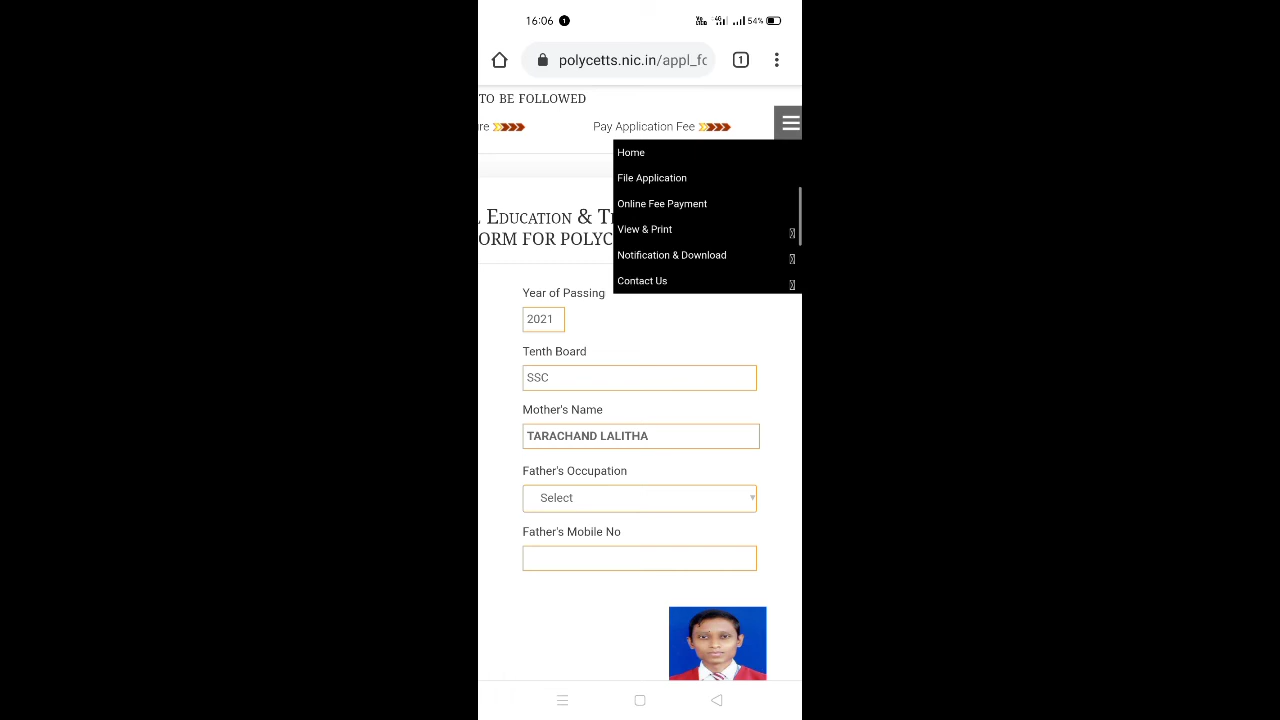 16:06 1 54%
polycetts.nic.in/appl_fo 1
TO BE FOLLOWED
re Pay Application Fee
Home
File Application
Online Fee Payment
View & Print
Notification & Download
Contact Us
EDUCATION & T
ORM FOR POLYC
Year of Passing
2021
Tenth Board
SSC
Mother's Name
TARACHAND LALITHA
Father's Occupation
Select
Father's Mobile No